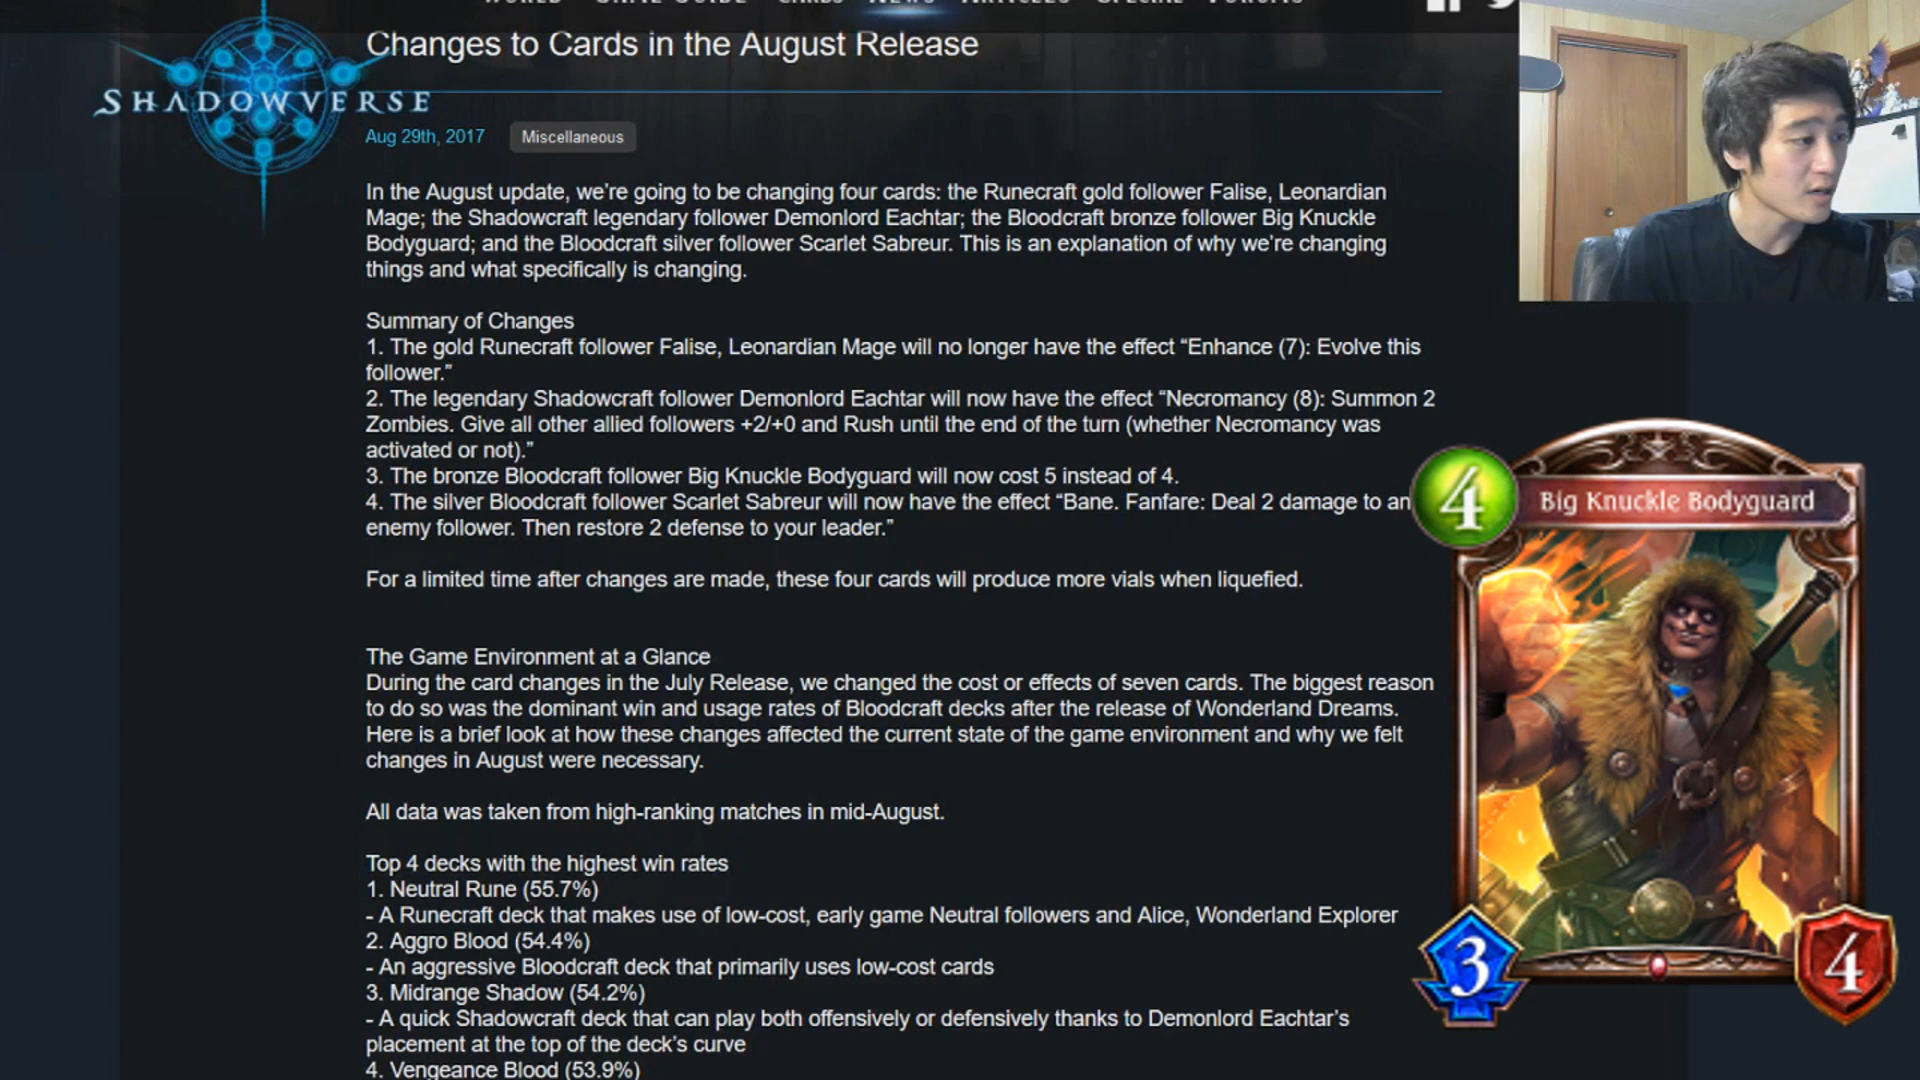 WORLD GAME GUIDE CARDS NEWS ARTICLES SPECIAL FORUMS
Changes to Cards in the August Release
SHADOWVERSE
Aug 29th, 2017 Miscellaneous
In the August update, we’re going to be changing four cards: the Runecraft gold follower Falise, Leonardian
Mage; the Shadowcraft legendary follower Demonlord Eachtar; the Bloodcraft bronze follower Big Knuckle
Bodyguard; and the Bloodcraft silver follower Scarlet Sabreur. This is an explanation of why we’re changing
things and what specifically is changing.
Summary of Changes
1. The gold Runecraft follower Falise, Leonardian Mage will no longer have the effect “Enhance (7): Evolve this
follower.”
2. The legendary Shadowcraft follower Demonlord Eachtar will now have the effect “Necromancy (8): Summon 2
Zombies. Give all other allied followers +2/+0 and Rush until the end of the turn (whether Necromancy was
activated or not).”
3. The bronze Bloodcraft follower Big Knuckle Bodyguard will now cost 5 instead of 4.
4. The silver Bloodcraft follower Scarlet Sabreur will now have the effect “Bane. Fanfare: Deal 2 damage to an
enemy follower. Then restore 2 defense to your leader.”
For a limited time after changes are made, these four cards will produce more vials when liquefied.
The Game Environment at a Glance
During the card changes in the July Release, we changed the cost or effects of seven cards. The biggest reason
to do so was the dominant win and usage rates of Bloodcraft decks after the release of Wonderland Dreams.
Here is a brief look at how these changes affected the current state of the game environment and why we felt
changes in August were necessary.
All data was taken from high-ranking matches in mid-August.
Top 4 decks with the highest win rates
1. Neutral Rune (55.7%)
- A Runecraft deck that makes use of low-cost, early game Neutral followers and Alice, Wonderland Explorer
2. Aggro Blood (54.4%)
- An aggressive Bloodcraft deck that primarily uses low-cost cards
3. Midrange Shadow (54.2%)
- A quick Shadowcraft deck that can play both offensively or defensively thanks to Demonlord Eachtar’s
placement at the top of the deck’s curve
4. Vengeance Blood (53.9%)
4
Big Knuckle Bodyguard
3
4